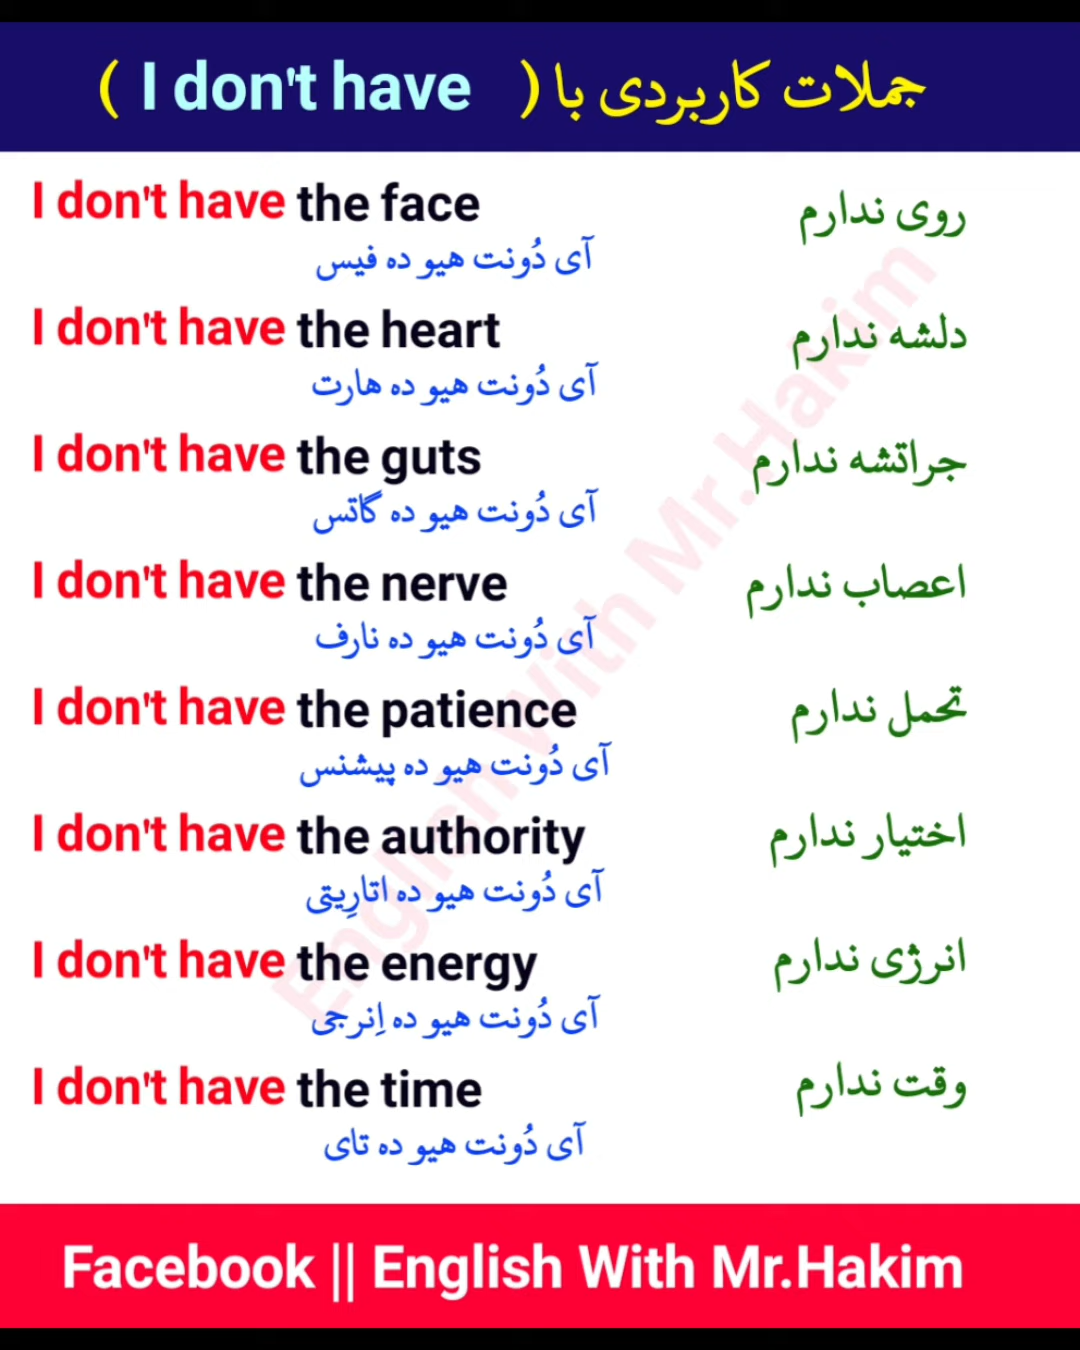 جملات کاربردی با ( I don't have )
I don't have the face روی ندارم
آی دُونت هیو ده فیس
I don't have the heart دلشه ندارم
آی دُونت هیو ده هارت
I don't have the guts جراتشه ندارم
آی دُونت هیو ده گاتس
I don't have the nerve اعصاب ندارم
آی دُونت هیو ده نارف
I don't have the patience تحمل ندارم
آی دُونت هیو ده پیشنس
I don't have the authority اختیار ندارم
آی دُونت هیو ده اتارِیتی
I don't have the energy انرژی ندارم
آی دُونت هیو ده اِنرجی
I don't have the time وقت ندارم
آی دُونت هیو ده تای
English With Mr.Hakim
Facebook || English With Mr.Hakim